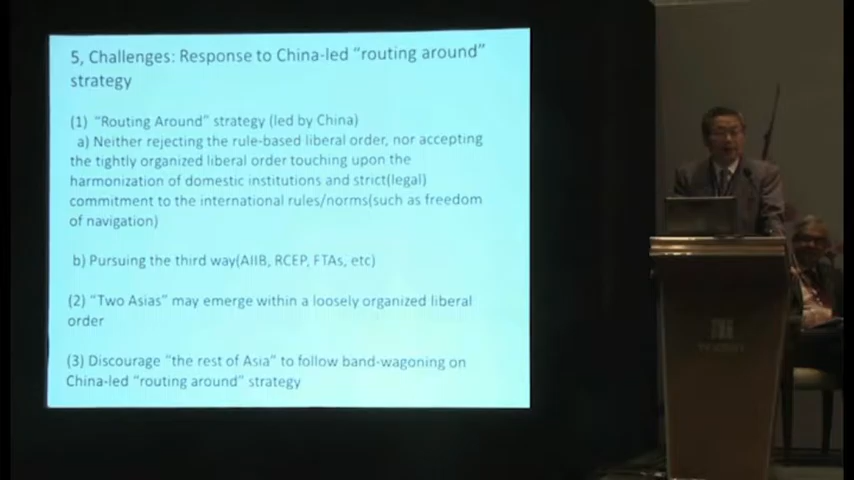 5, Challenges: Response to China-led “routing around”
strategy
(1) “Routing Around” strategy (led by China)
a) Neither rejecting the rule-based liberal order, nor accepting
the tightly organized liberal order touching upon the
harmonization of domestic institutions and strict(legal)
commitment to the international rules/norms(such as freedom
of navigation)
b) Pursuing the third way(AIIB, RCEP, FTAs, etc)
(2) “Two Asias” may emerge within a loosely organized liberal
order
(3) Discourage “the rest of Asia” to follow band-wagoning on
China-led “routing around” strategy